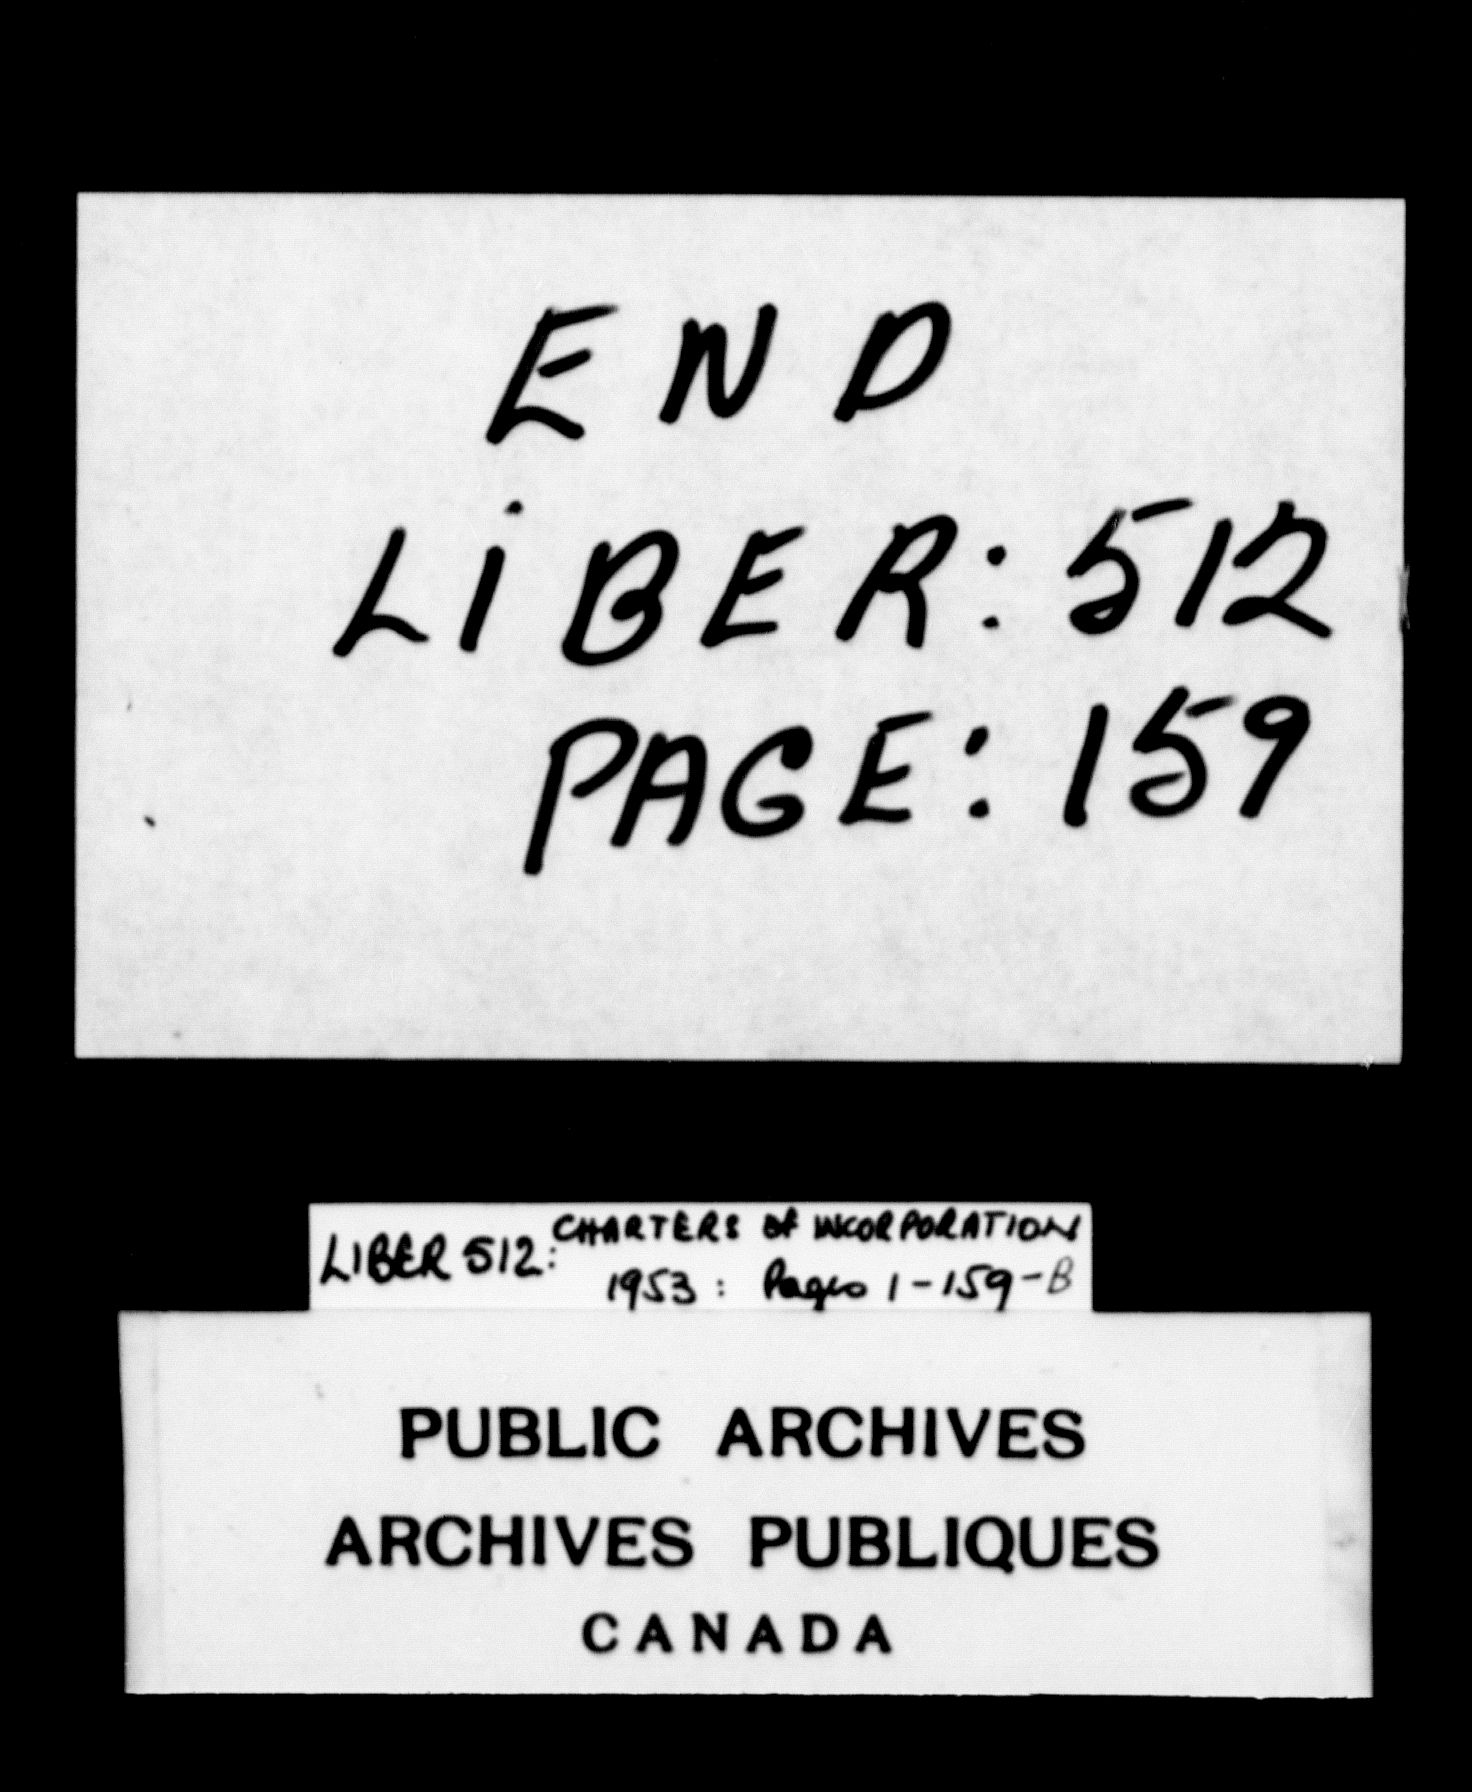 END
LiBER: 512
PAGE: 159
LIBER 512: CHARTERS Of INCORPORATION
1953: Pages 1-159-B
PUBLIC ARCHIVES
ARCHIVES PUBLIQUES
CANADA